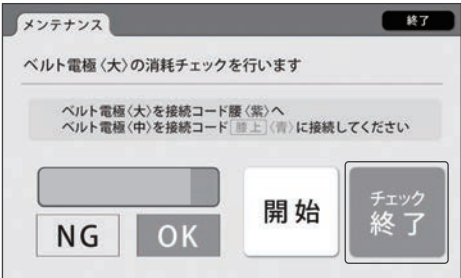 メンテナンス
終了
ベルト電極〈大〉の消耗チェックを行います
ベルト電極〈大〉を接続コード腰〈紫〉へ
ベルト電極〈中〉を接続コード膝上〈青〉に接続してください
開始
チェック
終了
NG
OK